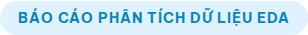 BÁO CÁO PHÂN TÍCH DỮ LIỆU EDA